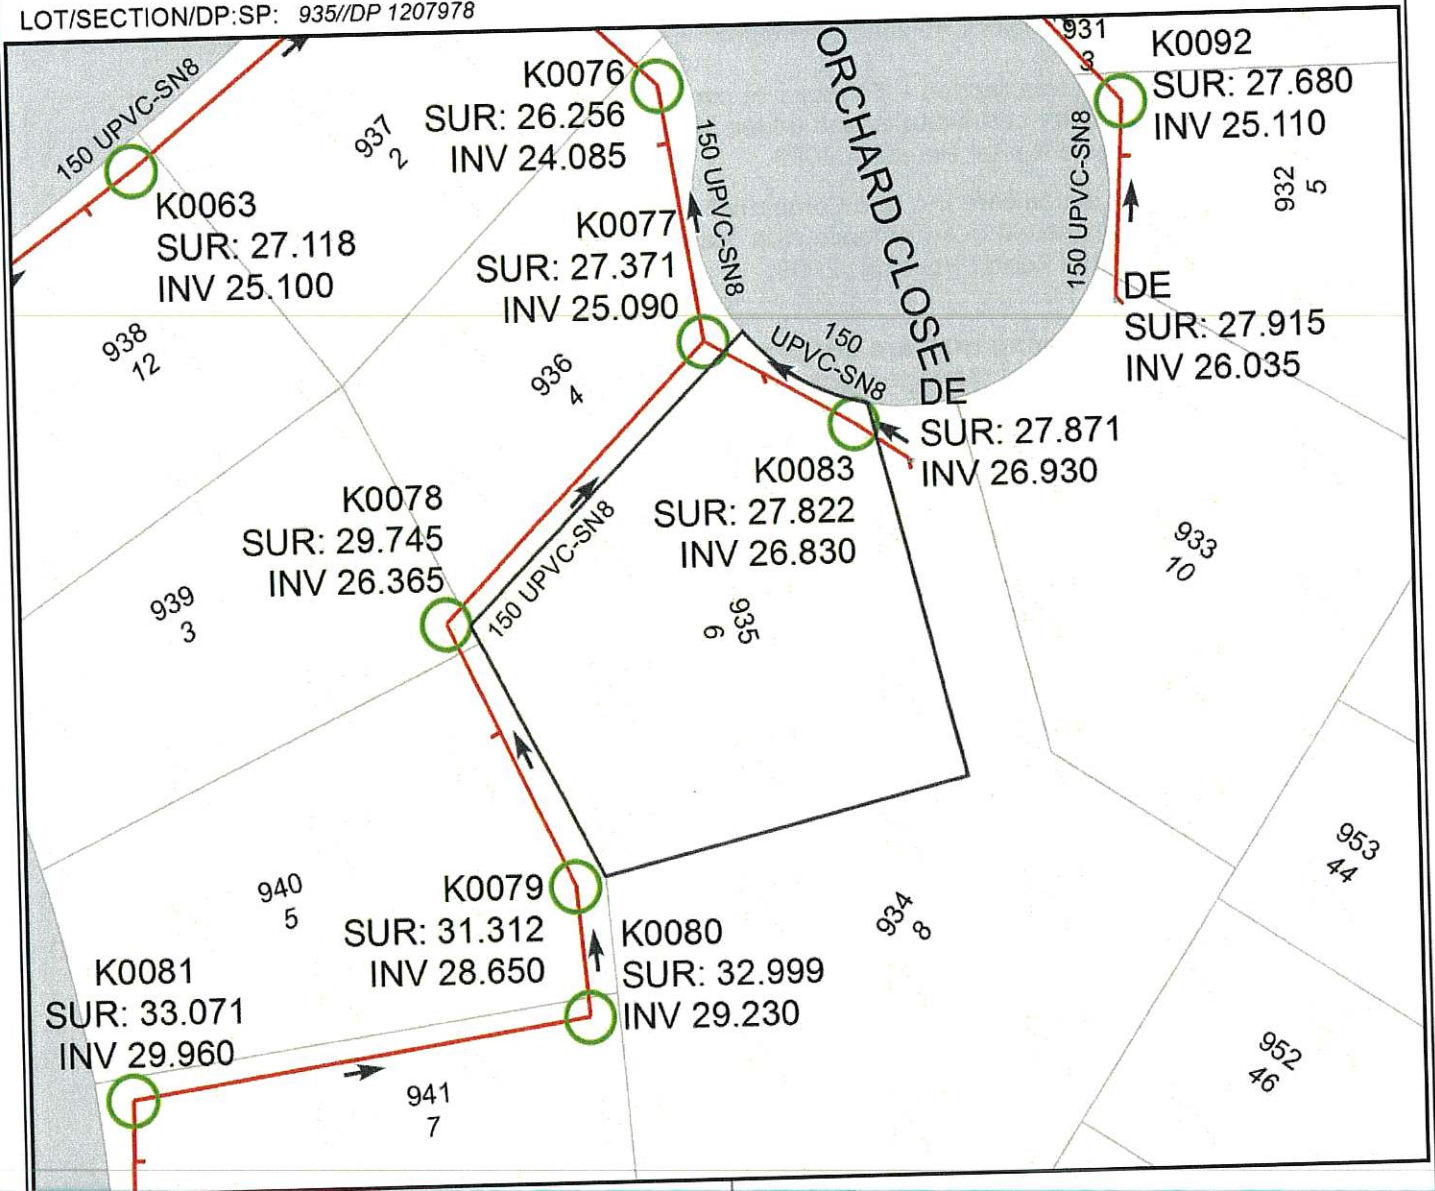 LOT/SECTION/DP:SP: 935//DP 1207978
150 UPVC-SN8
K0063
SUR: 27.118
INV 25.100
937
2
K0076
SUR: 26.256
INV 24.085
150 UPVC-SN8
ORCHARD CLOSE
931
3
K0092
SUR: 27.680
INV 25.110
150 UPVC-SN8
932
5
K0077
SUR: 27.371
INV 25.090
DE
SUR: 27.915
INV 26.035
938
12
936
4
150
UPVC-SN8
DE
SUR: 27.871
INV 26.930
K0083
SUR: 27.822
INV 26.830
K0078
SUR: 29.745
INV 26.365
150 UPVC-SN8
939
3
935
6
933
10
953
44
940
5
K0079
SUR: 31.312
INV 28.650
K0080
SUR: 32.999
INV 29.230
934
8
K0081
SUR: 33.071
INV 29.960
941
7
952
46